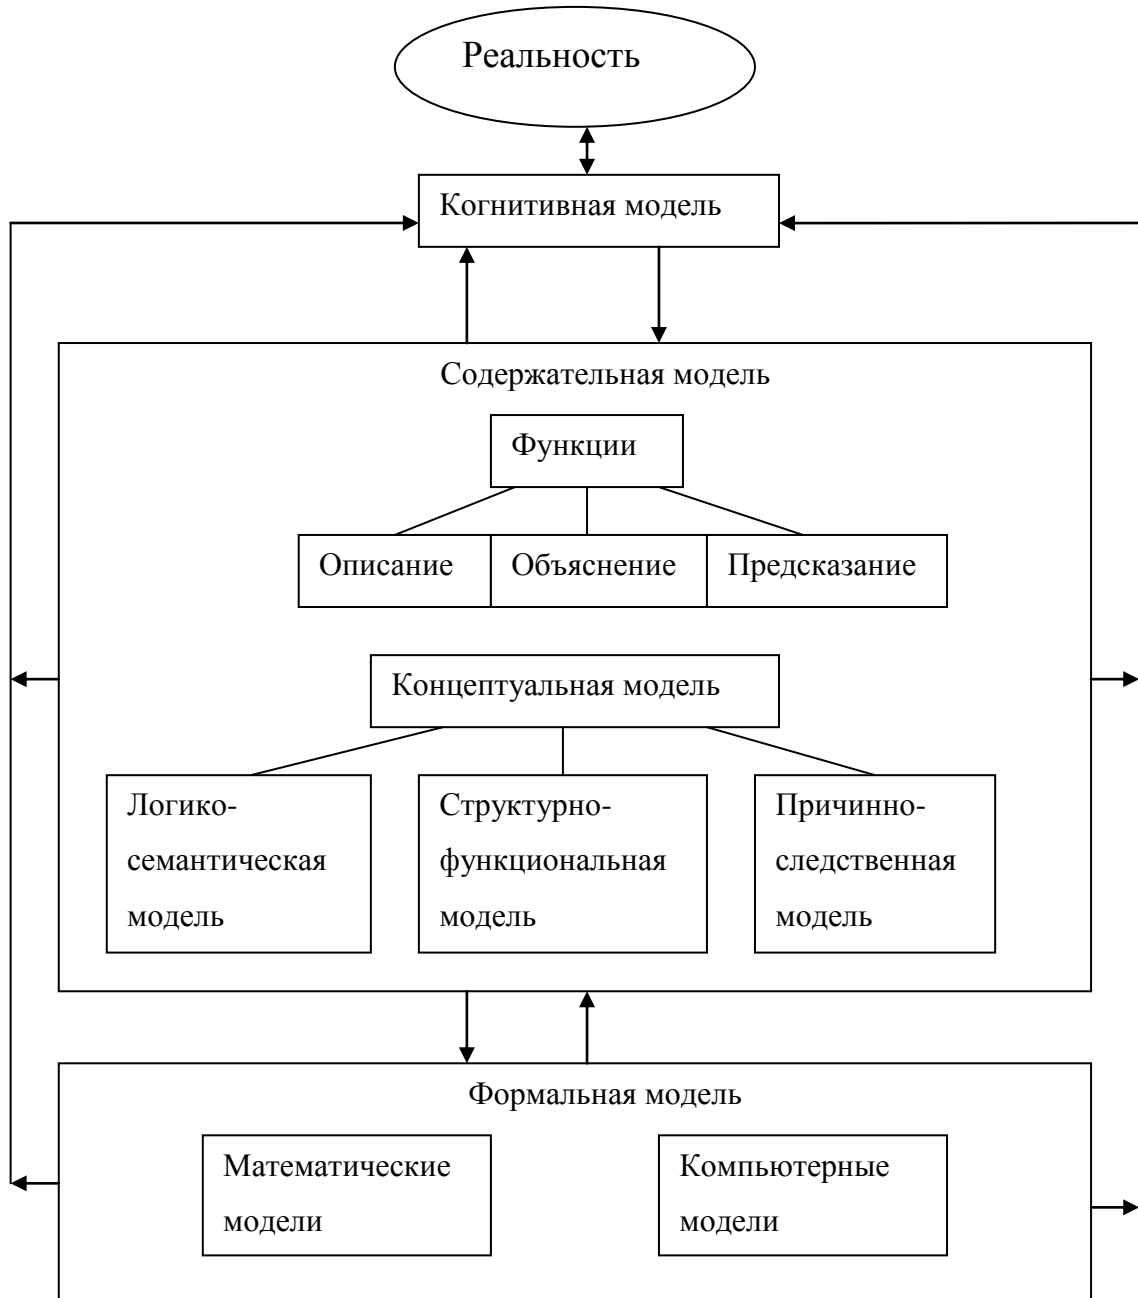 Реальность
Когнитивная модель
Содержательная модель
Функции
Описание
Объяснение
Предсказание
Концептуальная модель
Логико-
семантическая
модель
Структурно-
функциональная
модель
Причинно-
следственная
модель
Формальная модель
Математические
модели
Компьютерные
модели